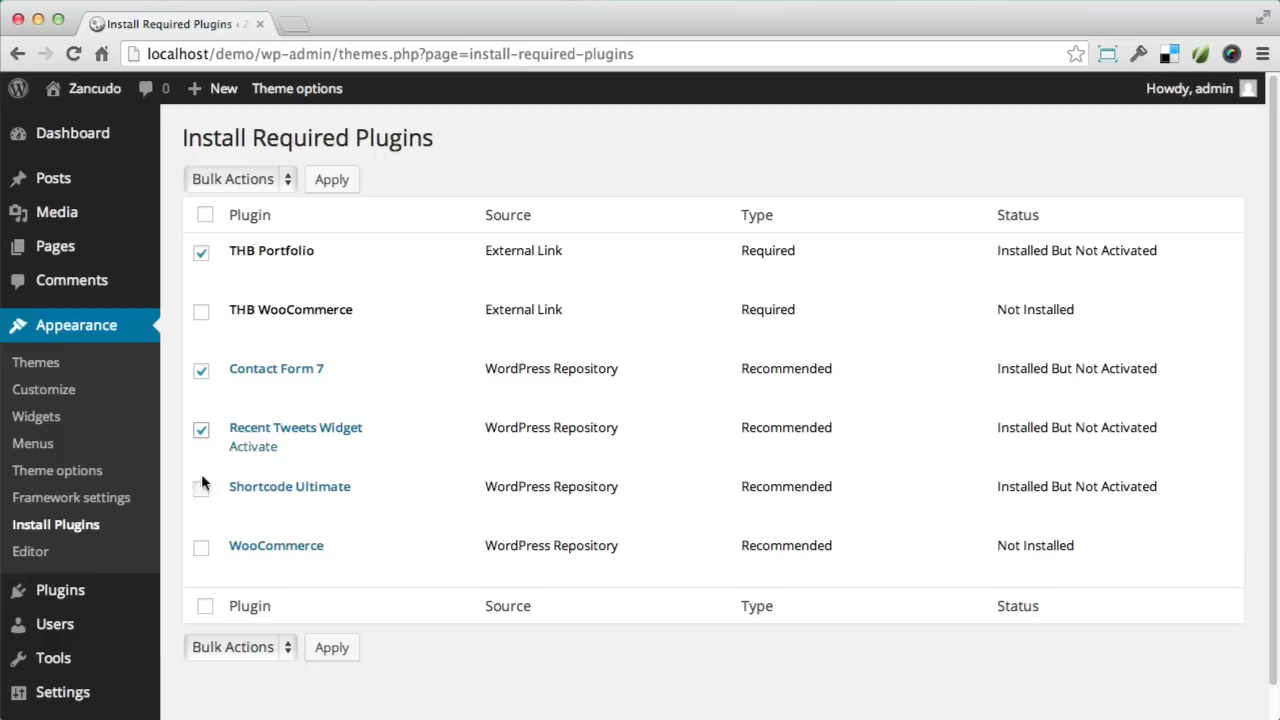 Install Required Plugins ‹ Z
localhost/demo/wp-admin/themes.php?page=install-required-plugins
Zancudo 0 New Theme options Howdy, admin
Dashboard
Posts
Media
Pages
Comments
Appearance
Themes
Customize
Widgets
Menus
Theme options
Framework settings
Install Plugins
Editor
Plugins
Users
Tools
Settings
Install Required Plugins
Bulk Actions Apply
Plugin Source Type Status
THB Portfolio External Link Required Installed But Not Activated
THB WooCommerce External Link Required Not Installed
Contact Form 7 WordPress Repository Recommended Installed But Not Activated
Recent Tweets Widget WordPress Repository Recommended Installed But Not Activated
Activate
Shortcode Ultimate WordPress Repository Recommended Installed But Not Activated
WooCommerce WordPress Repository Recommended Not Installed
Plugin Source Type Status
Bulk Actions Apply